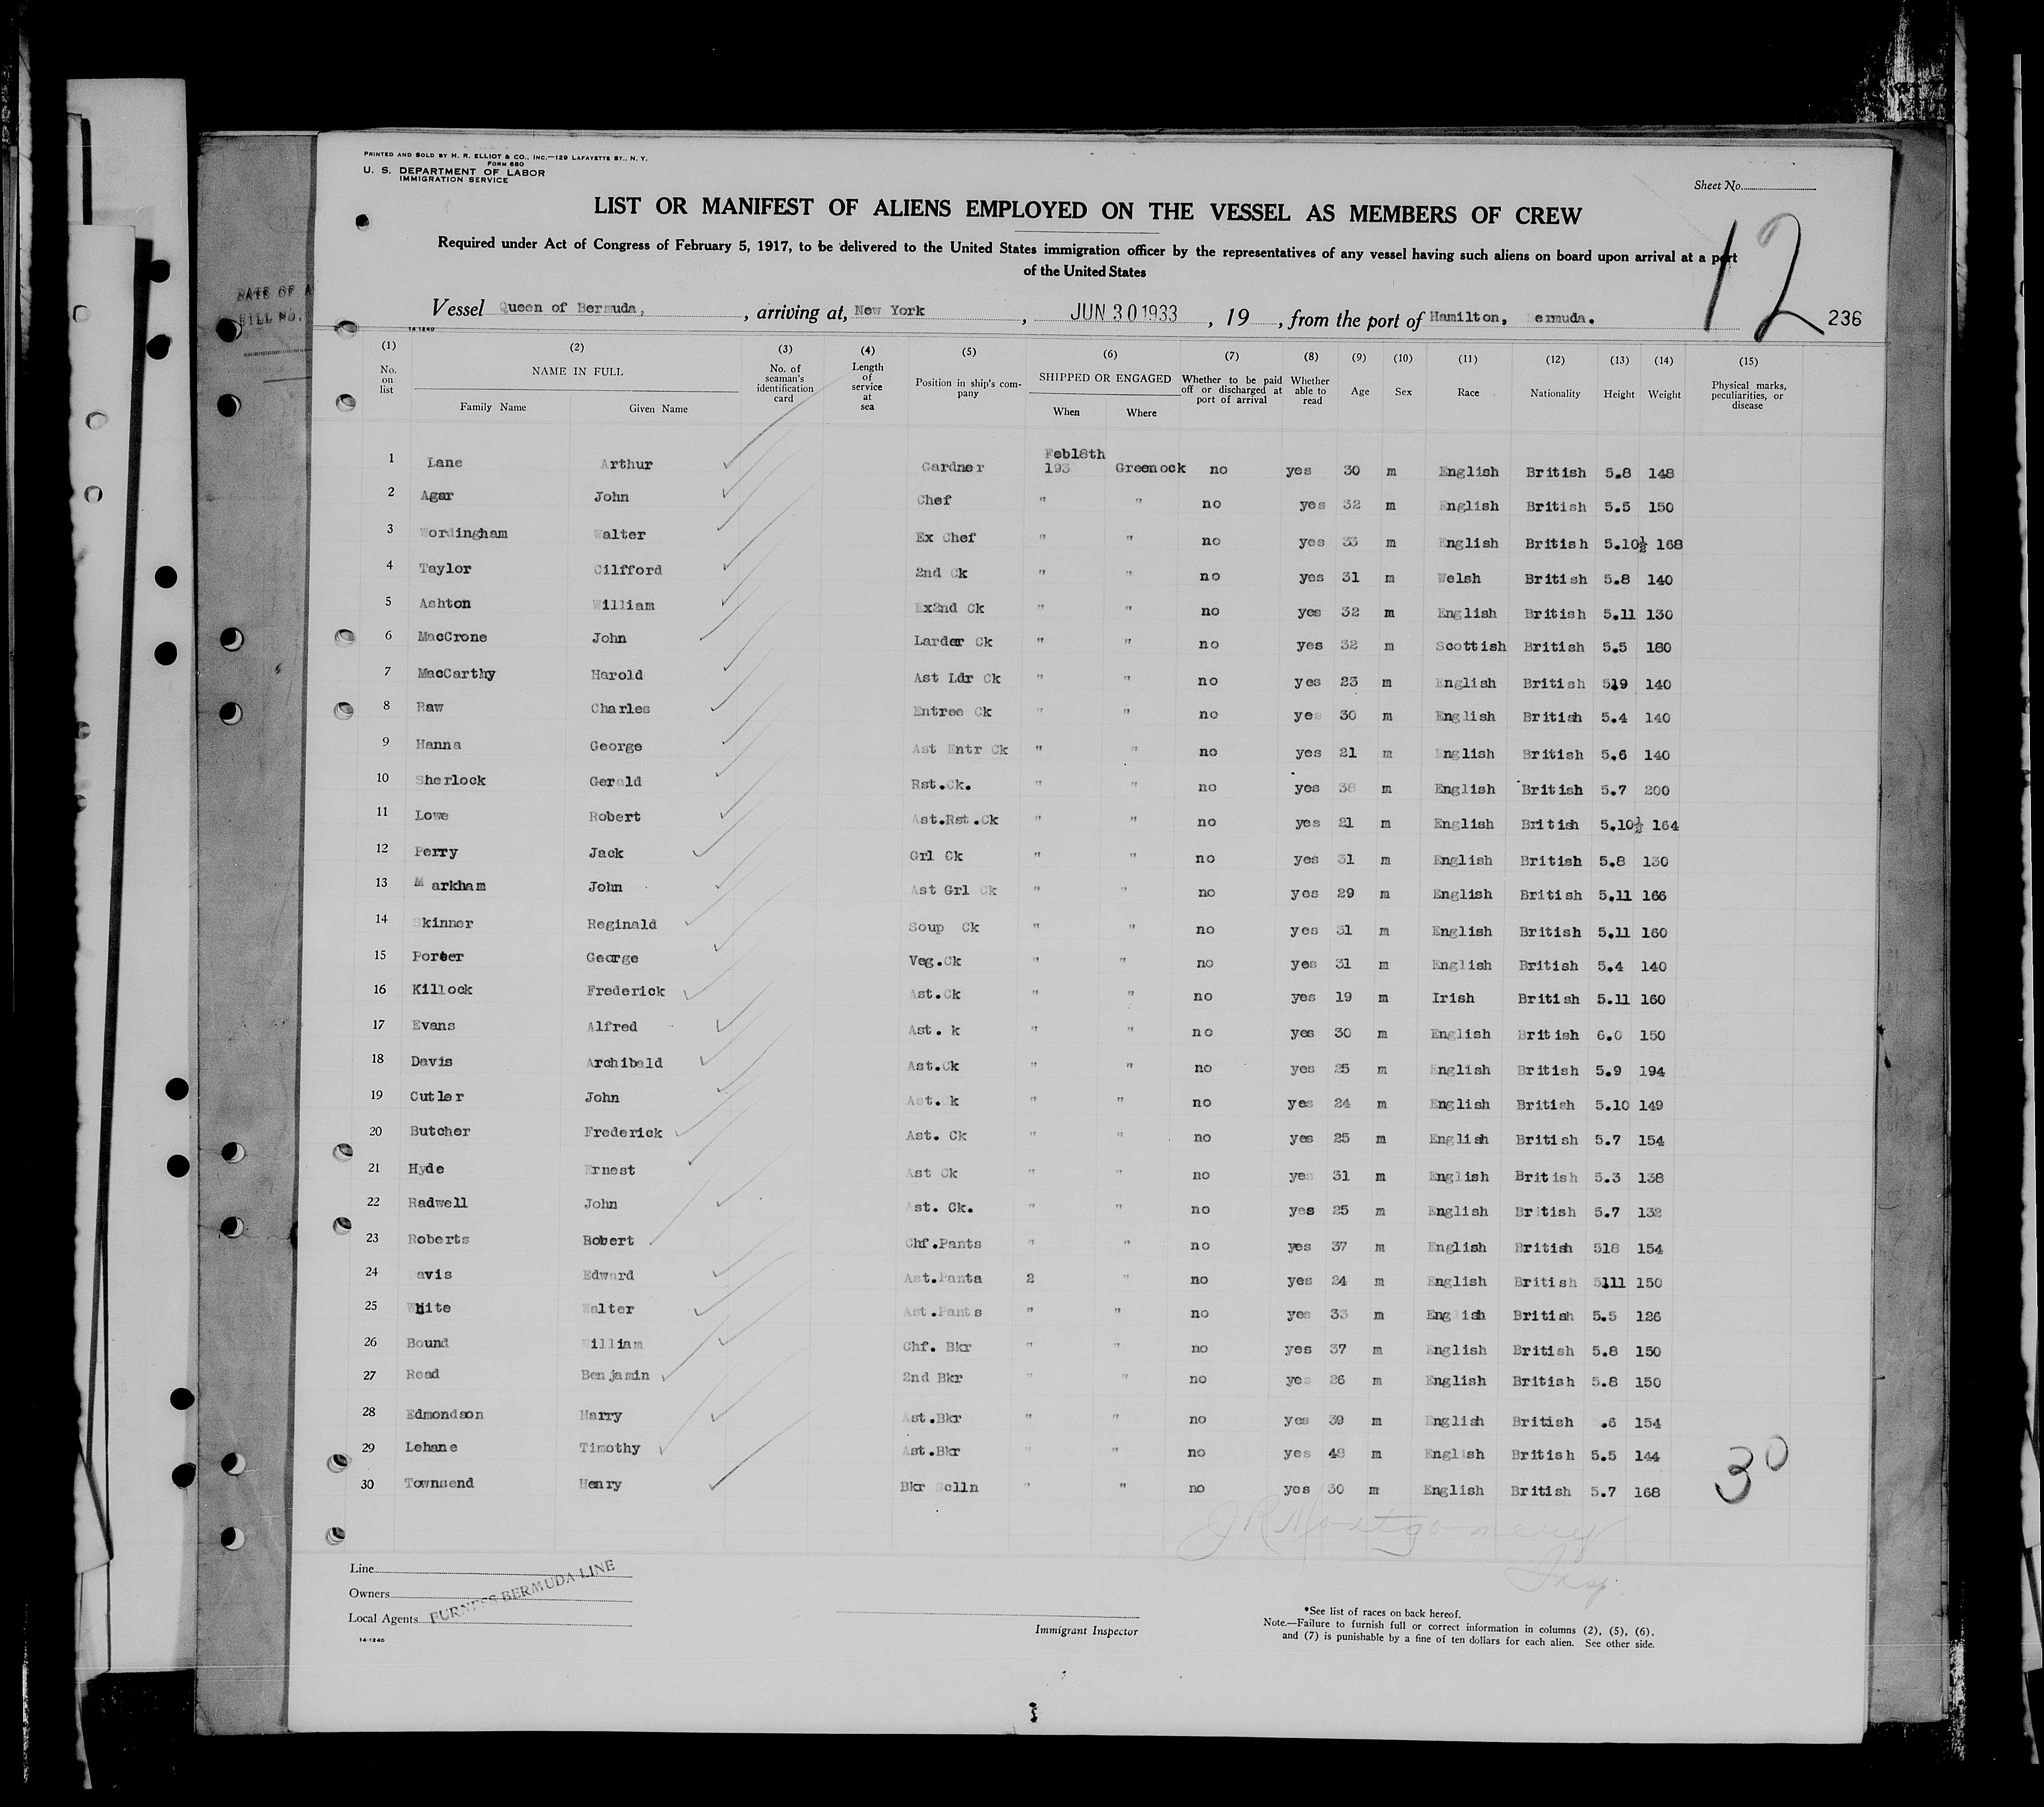 PRINTED AND SOLD BY H. R. ELLIOT & CO., INC.—129 LAFAYETTE ST., N. Y.
FORM 680
U. S. DEPARTMENT OF LABOR
IMMIGRATION SERVICE
Sheet No.
LIST OR MANIFEST OF ALIENS EMPLOYED ON THE VESSEL AS MEMBERS OF CREW
12
Required under Act of Congress of February 5, 1917, to be delivered to the United States immigration officer by the representatives of any vessel having such aliens on board upon arrival at a port
of the United States
DATE OF A
BILL NO.
Vessel Queen of Bermuda, , arriving at, New York , JUN 30 1933 , 19 , from the port of Hamilton, ermuda. 236
14-1240
(1) (2) (3) (4) (5) (6) (7) (8) (9) (10) (11) (12) (13) (14) (15)
No. on list NAME IN FULL Family Name Given Name No. of seaman's identification card Length of service at sea Position in ship's company SHIPPED OR ENGAGED When Where Whether to be paid off or discharged at port of arrival Whether able to read Age Sex Race Nationality Height Weight Physical marks, peculiarities, or disease
1 Lane Arthur Gardner Feb18th 193 Greenock no yes 30 m English British 5.8 148
2 Agar John Chef " " no yes 32 m English British 5.5 150
3 Wordingham Walter Ex Chef " " no yes 33 m English British 5.10½ 168
4 Taylor Cilfford 2nd Ck " " no yes 31 m Welsh British 5.8 140
5 Ashton William Ex2nd Ck " " no yes 32 m English British 5.11 130
6 MacCrone John Larder Ck " " no yes 32 m Scottish British 5.5 180
7 MacCarthy Harold Ast Ldr Ck " " no yes 23 m English British 519 140
8 Raw Charles Entree Ck " " no yes 30 m English British 5.4 140
9 Hanna George Ast Entr Ck " " no yes 21 m English British 5.6 140
10 Sherlock Gerald Rst.Ck. " " no yes 38 m English British 5.7 200
11 Lowe Robert Ast.Rst.Ck " " no yes 21 m English British 5.10½ 164
12 Perry Jack Grl Ck " " no yes 31 m English British 5.8 130
13 M arkham John Ast Grl Ck " " no yes 29 m English British 5.11 166
14 Skinner Reginald Soup Ck " " no yes 31 m English British 5.11 160
15 Porter George Veg.Ck " " no yes 31 m English British 5.4 140
16 Killock Frederick Ast.Ck " " no yes 19 m Irish British 5.11 160
17 Evans Alfred Ast. k " " no yes 30 m English British 6.0 150
18 Davis Archibald Ast.Ck " " no yes 25 m English British 5.9 194
19 Cutler John Ast. k " " no yes 24 m English British 5.10 149
20 Butcher Frederick Ast. Ck " " no yes 25 m English British 5.7 154
21 Hyde Ernest Ast Ck " " no yes 31 m English British 5.3 138
22 Radwell John Ast. Ck. " " no yes 25 m English British 5.7 132
23 Roberts Robert Chf.Pants " " no yes 37 m English British 518 154
24 avis Edward Ast.Panta 2 " no yes 24 m English British 5111 150
25 White Walter Ast.Pants " " no yes 33 m English British 5.5 126
26 Bound William Chf. Bkr " " no yes 37 m English British 5.8 150
27 Read Benjamin 2nd Bkr " " no yes 26 m English British 5.8 150
28 Edmondson Harry Ast.Bkr " " no yes 39 m English British .6 154
29 Lehane Timothy Ast.Bkr " " no yes 48 m English British 5.5 144
30 Townsend Henry Bkr Sclln " " no yes 30 m English British 5.7 168
30
J R Montgomery
Insp.
Line
Owners
Local Agents FURNESS BERMUDA LINE
14-1240
Immigrant Inspector
*See list of races on back hereof.
Note.—Failure to furnish full or correct information in columns (2), (5), (6), and (7) is punishable by a fine of ten dollars for each alien. See other side.